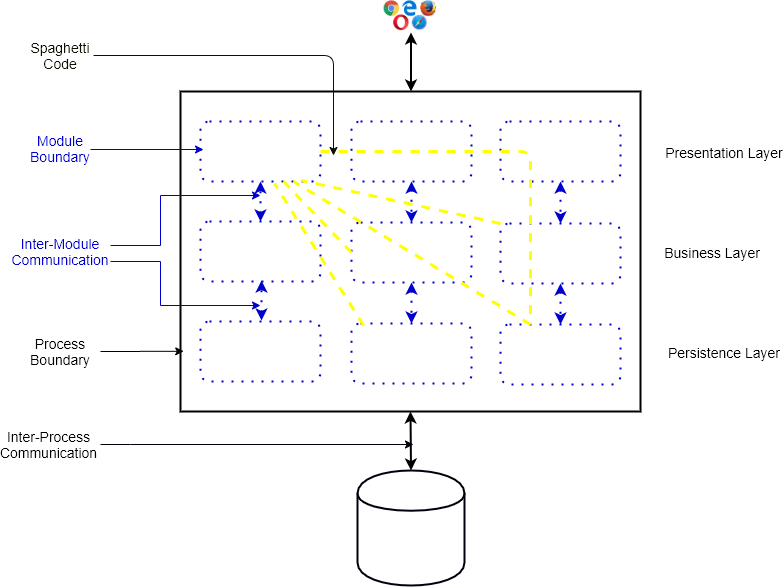 Spaghetti
Code
Module
Boundary
Presentation Layer
Inter-Module
Communication
Business Layer
Process
Boundary
Persistence Layer
Inter-Process
Communication